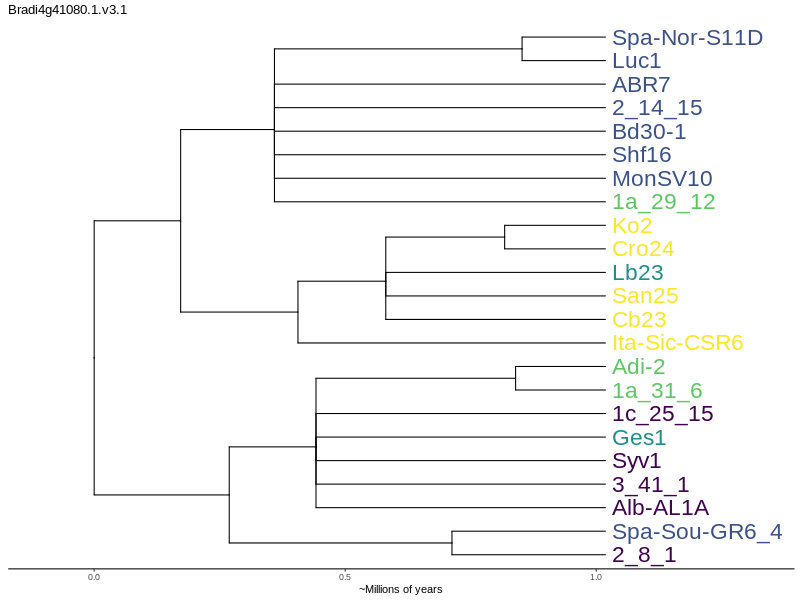 Bradi4g41080.1.v3.1
Spa-Nor-S11D
Luc1
ABR7
2_14_15
Bd30-1
Shf16
MonSV10
1a_29_12
Ko2
Cro24
Lb23
San25
Cb23
Ita-Sic-CSR6
Adi-2
1a_31_6
1c_25_15
Ges1
Syv1
3_41_1
Alb-AL1A
Spa-Sou-GR6_4
2_8_1
0.0 0.5 1.0
~Millions of years